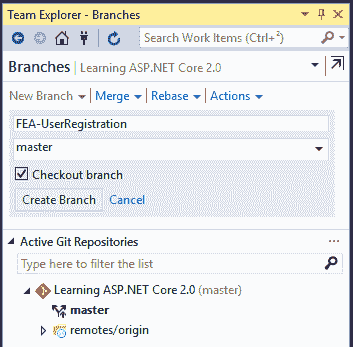 Team Explorer - Branches
Search Work Items (Ctrl+²)
Branches | Learning ASP.NET Core 2.0
New Branch | Merge | Rebase | Actions
FEA-UserRegistration
master
Checkout branch
Create Branch Cancel
Active Git Repositories
Type here to filter the list
Learning ASP.NET Core 2.0 (master)
master
remotes/origin